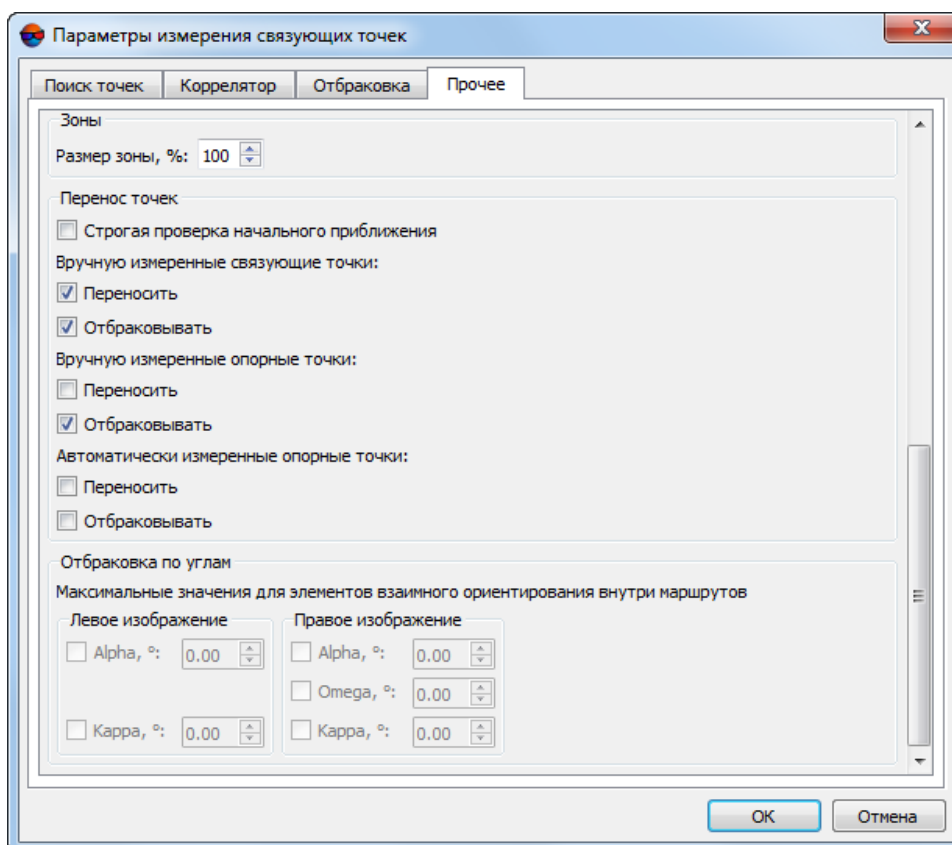 Параметры измерения связующих точек
Поиск точек Коррелятор Отбраковка Прочее
Зоны
Размер зоны, %: 100
Перенос точек
Строгая проверка начального приближения
Вручную измеренные связующие точки:
Переносить
Отбраковывать
Вручную измеренные опорные точки:
Переносить
Отбраковывать
Автоматически измеренные опорные точки:
Переносить
Отбраковывать
Отбраковка по углам
Максимальные значения для элементов взаимного ориентирования внутри маршрутов
Левое изображение Правое изображение
Alpha, °: 0.00 Alpha, °: 0.00
Omega, °: 0.00
Kappa, °: 0.00 Kappa, °: 0.00
OK Отмена